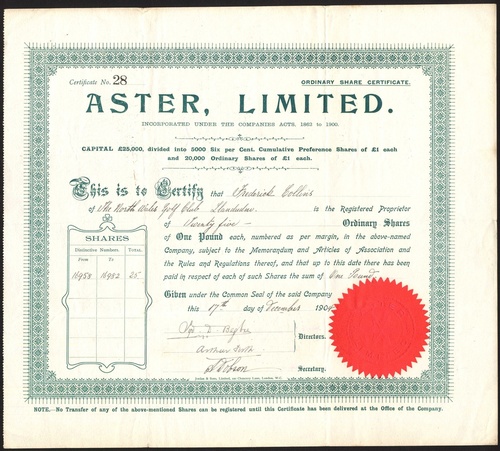 Certificate No. 28
ORDINARY SHARE CERTIFICATE.
ASTER, LIMITED.
INCORPORATED UNDER THE COMPANIES ACTS, 1862 to 1900.
CAPITAL £25,000, divided into 5000 Six per Cent. Cumulative Preference Shares of £1 each
and 20,000 Ordinary Shares of £1 each.
This is to Certify that Frederick Collins
of The North Wales Golf Club Llandudno. is the Registered Proprietor
of Twenty five — Ordinary Shares
of One Pound each, numbered as per margin, in the above-named
Company, subject to the Memorandum and Articles of Association and
the Rules and Regulations thereof, and that up to this date there has been
paid in respect of each of such Shares the sum of One Pound.
SHARES
Distinctive Numbers. TOTAL.
From To
16958 16982 25
Given under the Common Seal of the said Company
this 17th day of December 1904
Directors.
Secretary.
NOTE.—No Transfer of any of the above-mentioned Shares can be registered until this Certificate has been delivered at the Office of the Company.